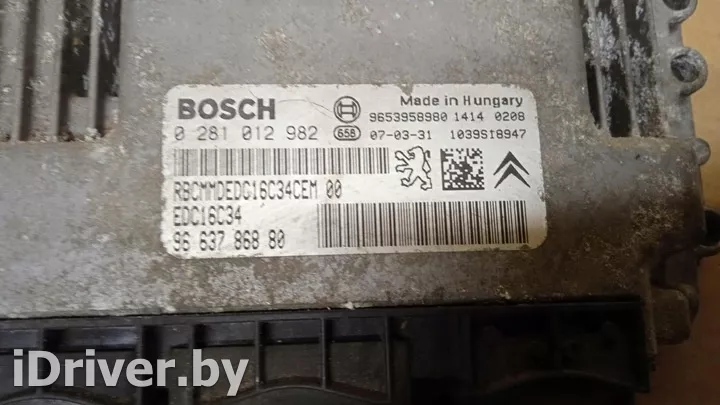 BOSCH
Made in Hungary
9653958980 1414 0208
0 281 012 982
658
07-03-31
1039S18947
RBCMMDEDC16C34CEM 00
EDC16C34
96 637 868 80
iDriver.by